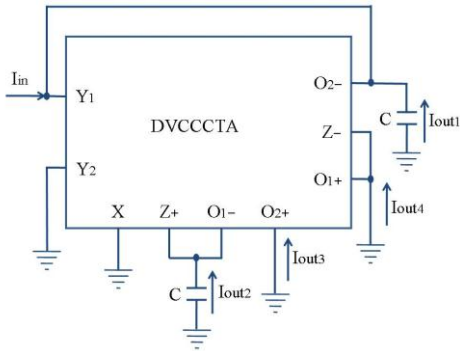 Iin
Y1
O2−
DVCCCTA
C
Iout1
Z−
Y2
O1+
X
Z+
O1−
O2+
Iout4
Iout3
C
Iout2